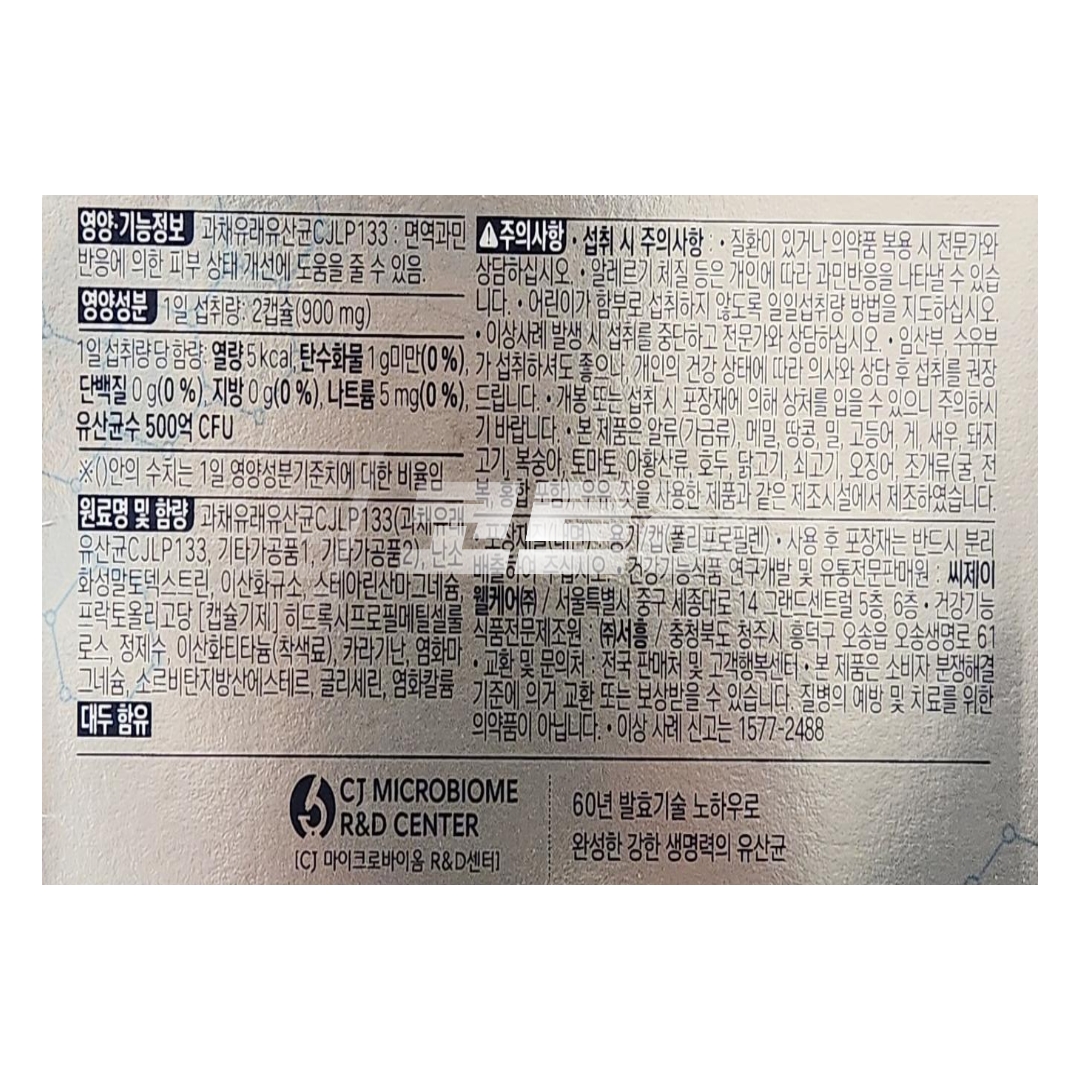 영양·기능정보 과채유래유산균CJLP133 : 면역과민
반응에 의한 피부 상태 개선에 도움을 줄 수 있음.
영양성분 1일 섭취량: 2캡슐(900 mg)
1일 섭취량 당 함량: 열량 5 kcal, 탄수화물 1 g미만(0 %),
단백질 0 g(0 %), 지방 0 g(0 %), 나트륨 5 mg(0 %),
유산균수 500억 CFU
※( )안의 수치는 1일 영양성분기준치에 대한 비율임
원료명 및 함량 과채유래유산균CJLP133(과채유래
유산균CJLP133, 기타가공품1, 기타가공품2), 난소
화성말토덱스트린, 이산화규소, 스테아린산마그네슘,
프락토올리고당 [캡슐기제] 히드록시프로필메틸셀룰
로스, 정제수, 이산화티타늄(착색료), 카라기난, 염화마
그네슘, 소르비탄지방산에스테르, 글리세린, 염화칼륨
대두 함유
주의사항 • 섭취 시 주의사항 : • 질환이 있거나 의약품 복용 시 전문가와
상담하십시오. • 알레르기 체질 등은 개인에 따라 과민반응을 나타낼 수 있습
니다. • 어린이가 함부로 섭취하지 않도록 일일섭취량 방법을 지도하십시오.
• 이상사례 발생 시 섭취를 중단하고 전문가와 상담하십시오. • 임산부, 수유부
가 섭취하셔도 좋으나, 개인의 건강 상태에 따라 의사와 상담 후 섭취를 권장
드립니다. • 개봉 또는 섭취 시 포장재에 의해 상처를 입을 수 있으니 주의하시
기 바랍니다. • 본 제품은 알류(가금류), 메밀, 땅콩, 밀, 고등어, 게, 새우, 돼지
고기, 복숭아, 토마토, 아황산류, 호두, 닭고기, 쇠고기, 오징어, 조개류(굴, 전
복, 홍합 포함), 우유, 잣을 사용한 제품과 같은 제조시설에서 제조하였습니다.
• 포장재질(내면) : 용기/캡(폴리프로필렌) • 사용 후 포장재는 반드시 분리
배출하여 주십시오. • 건강기능식품 연구개발 및 유통전문판매원 : 씨제이
웰케어(주) / 서울특별시 중구 세종대로 14 그랜드센트럴 5층, 6층 • 건강기능
식품전문제조원 : (주)서흥 / 충청북도 청주시 흥덕구 오송읍 오송생명로 61
• 교환 및 문의처 : 전국 판매처 및 고객행복센터 • 본 제품은 소비자 분쟁해결
기준에 의거 교환 또는 보상받을 수 있습니다. 질병의 예방 및 치료를 위한
의약품이 아닙니다. • 이상 사례 신고는 1577-2488
CJ MICROBIOME
R&D CENTER
[CJ 마이크로바이옴 R&D센터]
60년 발효기술 노하우로
완성한 강한 생명력의 유산균